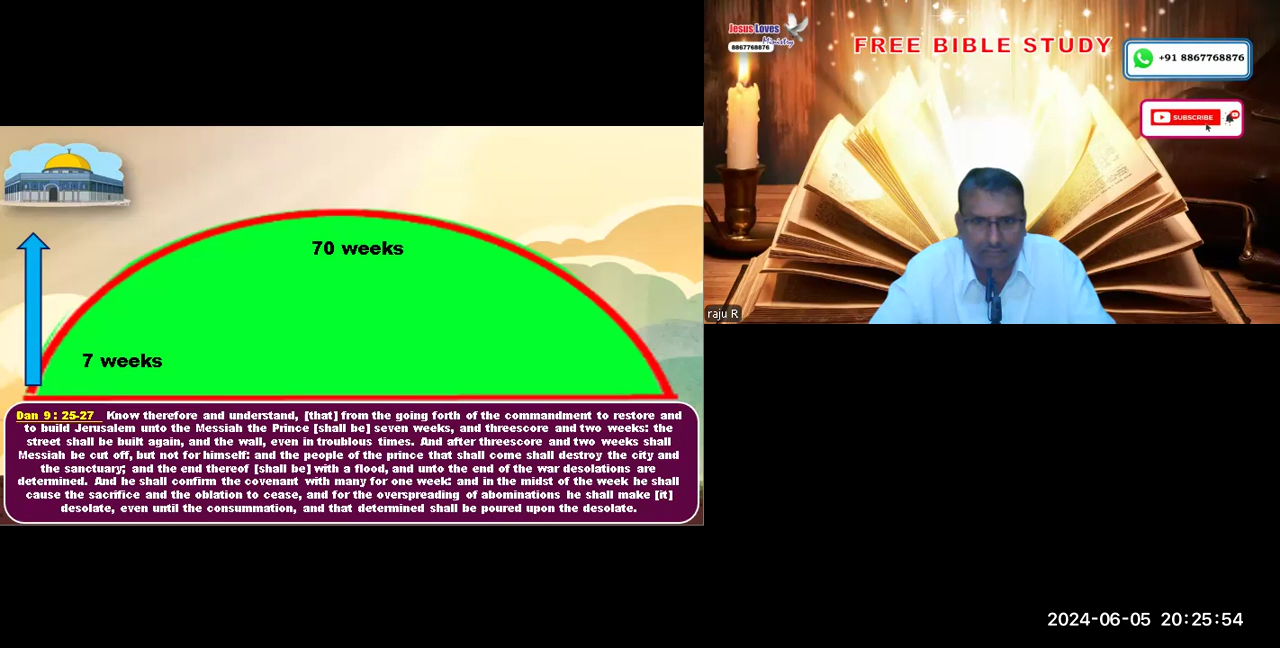 70 weeks
7 weeks
Dan 9 : 25-27 Know therefore and understand, [that] from the going forth of the commandment to restore and
to build Jerusalem unto the Messiah the Prince [shall be] seven weeks, and threescore and two weeks: the
street shall be built again, and the wall, even in troublous times. And after threescore and two weeks shall
Messiah be cut off, but not for himself: and the people of the prince that shall come shall destroy the city and
the sanctuary; and the end thereof [shall be] with a flood, and unto the end of the war desolations are
determined. And he shall confirm the covenant with many for one week: and in the midst of the week he shall
cause the sacrifice and the oblation to cease, and for the overspreading of abominations he shall make [it]
desolate, even until the consummation, and that determined shall be poured upon the desolate.
Jesus Loves
Ministry
8867768876
FREE BIBLE STUDY
+91 8867768876
SUBSCRIBE
raju R
2024-06-05 20:25:54